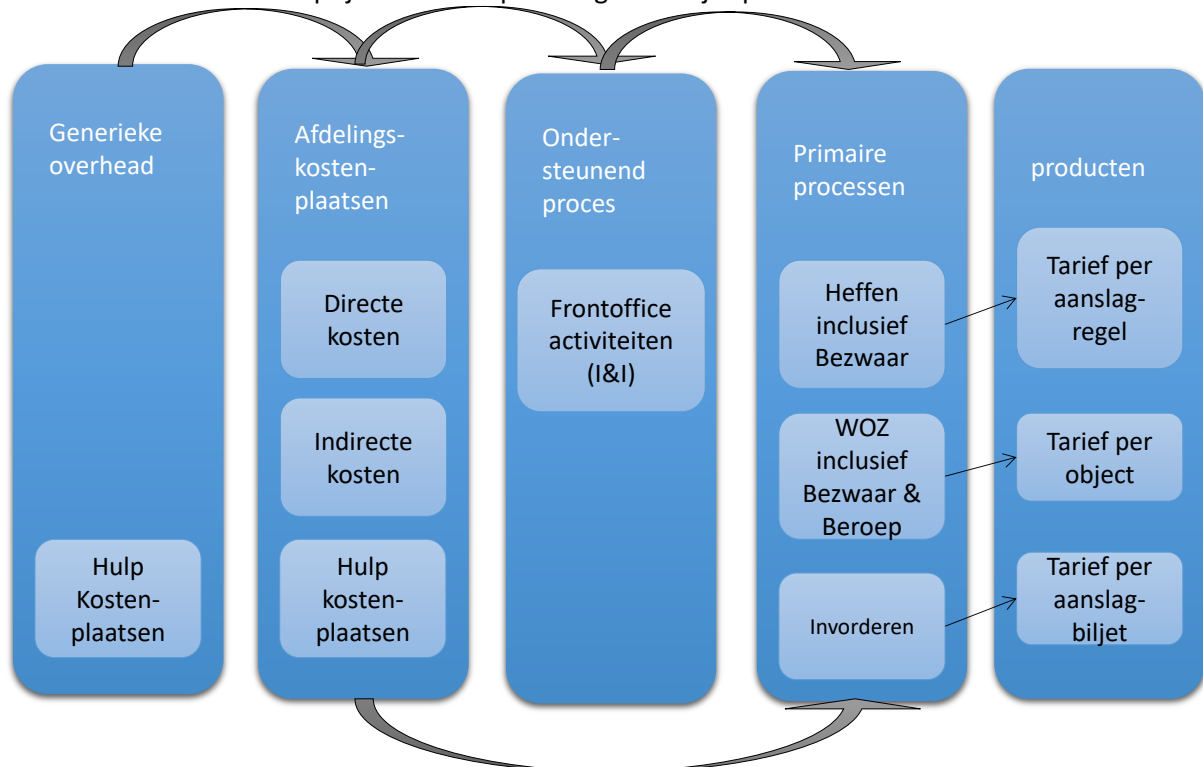 Generieke
overhead
Hulp
Kosten-
plaatsen
Afdelings-
kosten-
plaatsen
Directe
kosten
Indirecte
kosten
Hulp
kosten-
plaatsen
Onder-
steunend
proces
Frontoffice
activiteiten
(I&I)
Primaire
processen
Heffen
inclusief
Bezwaar
WOZ
inclusief
Bezwaar &
Beroep
Invorderen
producten
Tarief per
aanslag-
regel
Tarief per
object
Tarief per
aanslag-
biljet